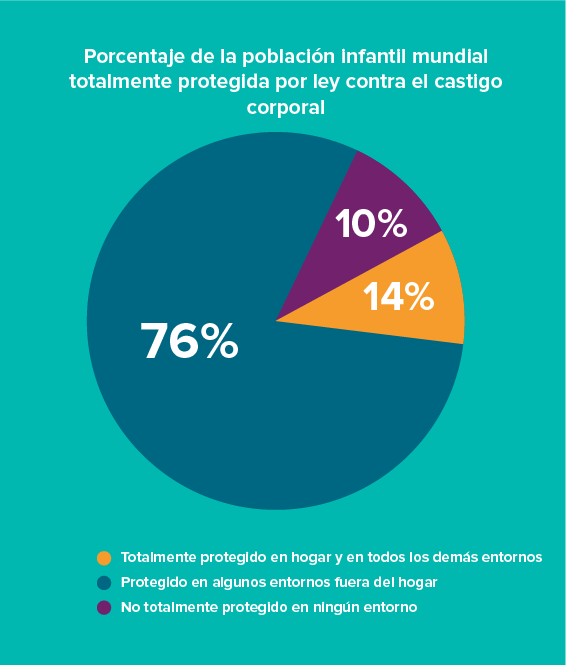 Porcentaje de la población infantil mundial
totalmente protegida por ley contra el castigo
corporal
10%
14%
76%
Totalmente protegido en hogar y en todos los demás entornos
Protegido en algunos entornos fuera del hogar
No totalmente protegido en ningún entorno